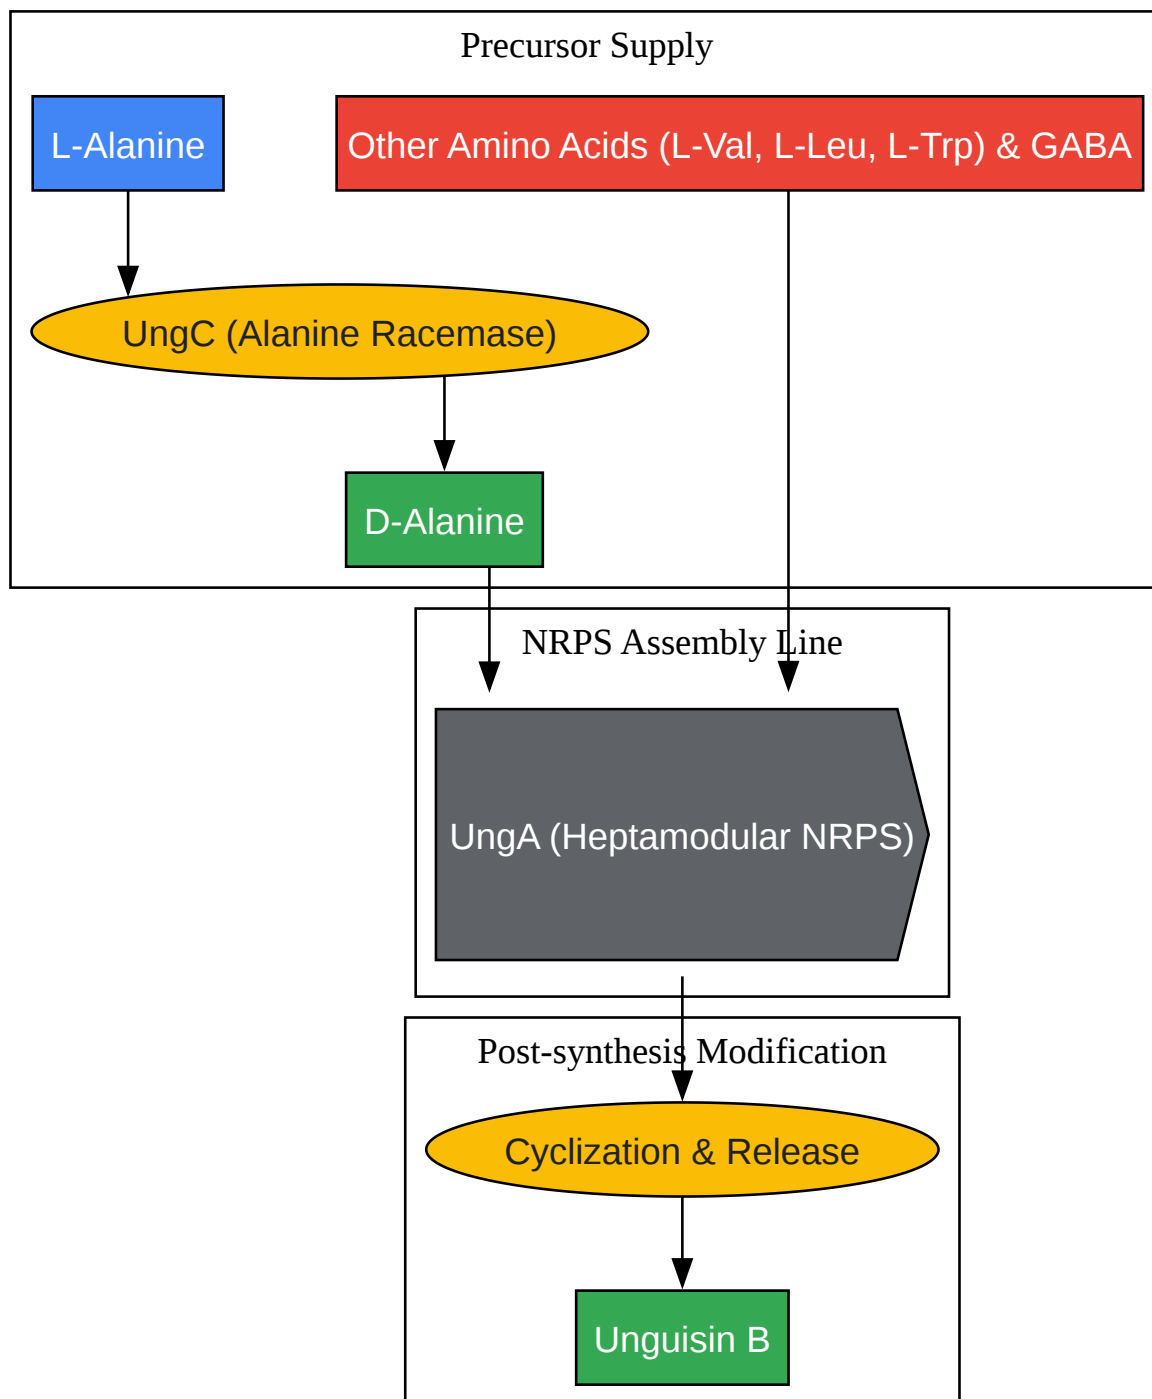 Precursor Supply
L-Alanine
Other Amino Acids (L-Val, L-Leu, L-Trp) & GABA
UngC (Alanine Racemase)
D-Alanine
NRPS Assembly Line
UngA (Heptamodular NRPS)
Post-synthesis Modification
Cyclization & Release
Unguisin B